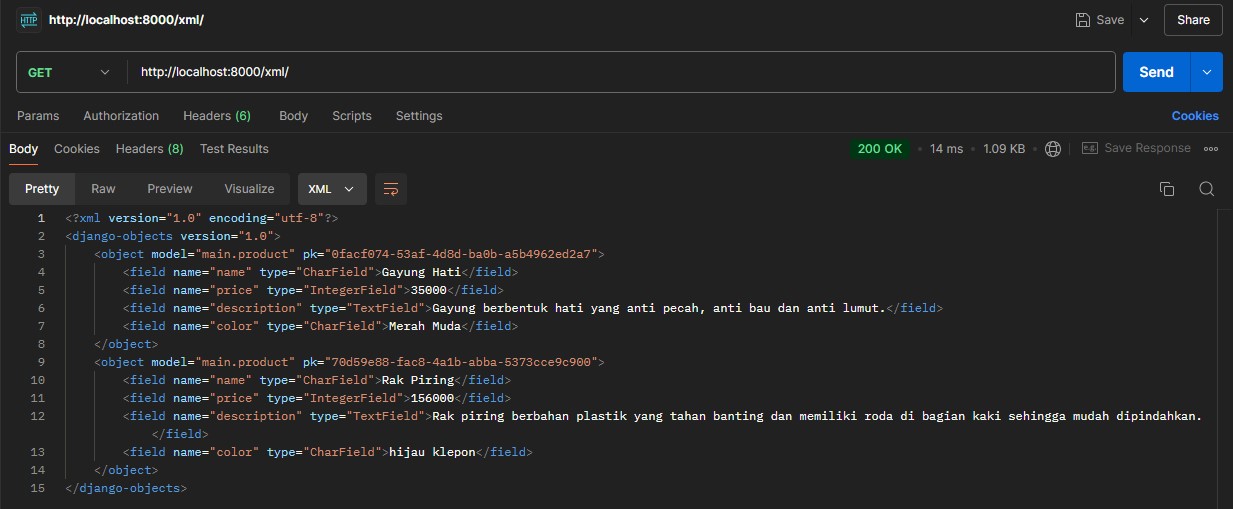 HTTP http://localhost:8000/xml/ Save Share
GET http://localhost:8000/xml/ Send
Params Authorization Headers (6) Body Scripts Settings Cookies
Body Cookies Headers (8) Test Results 200 OK • 14 ms • 1.09 KB e.g. Save Response
Pretty Raw Preview Visualize XML
1 <?xml version="1.0" encoding="utf-8"?>
2 <django-objects version="1.0">
3 <object model="main.product" pk="0facf074-53af-4d8d-ba0b-a5b4962ed2a7">
4 <field name="name" type="CharField">Gayung Hati</field>
5 <field name="price" type="IntegerField">35000</field>
6 <field name="description" type="TextField">Gayung berbentuk hati yang anti pecah, anti bau dan anti lumut.</field>
7 <field name="color" type="CharField">Merah Muda</field>
8 </object>
9 <object model="main.product" pk="70d59e88-fac8-4a1b-abba-5373cce9c900">
10 <field name="name" type="CharField">Rak Piring</field>
11 <field name="price" type="IntegerField">156000</field>
12 <field name="description" type="TextField">Rak piring berbahan plastik yang tahan banting dan memiliki roda di bagian kaki sehingga mudah dipindahkan.
</field>
13 <field name="color" type="CharField">hijau klepon</field>
14 </object>
15 </django-objects>